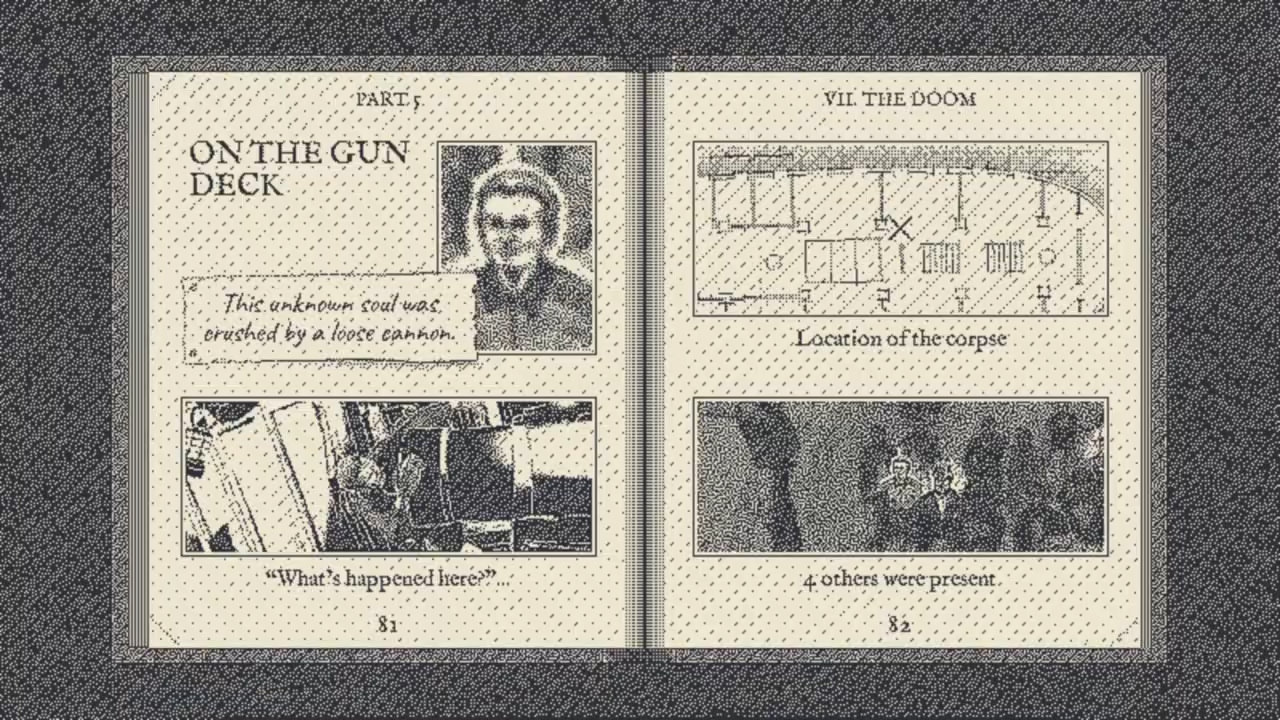 PART 5
ON THE GUN
DECK
This unknown soul was
crushed by a loose cannon.
"What's happened here?"...
81
VII. THE DOOM
Location of the corpse
4 others were present
82